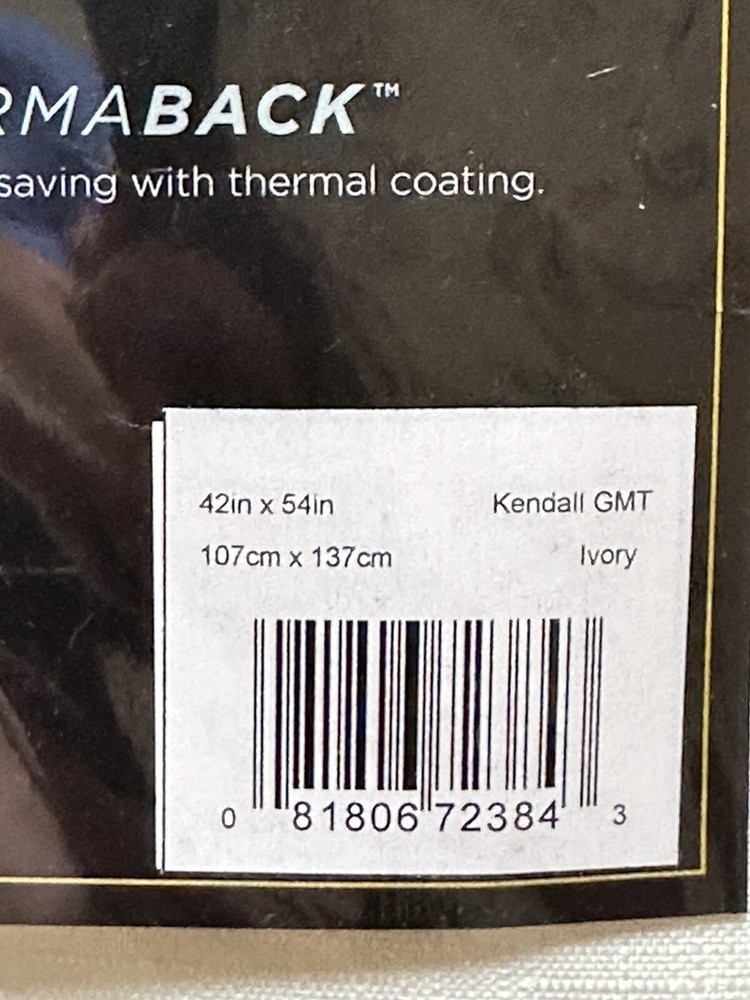 RMABACK™
saving with thermal coating.
42in x 54in Kendall GMT
107cm x 137cm Ivory
0 81806 72384 3